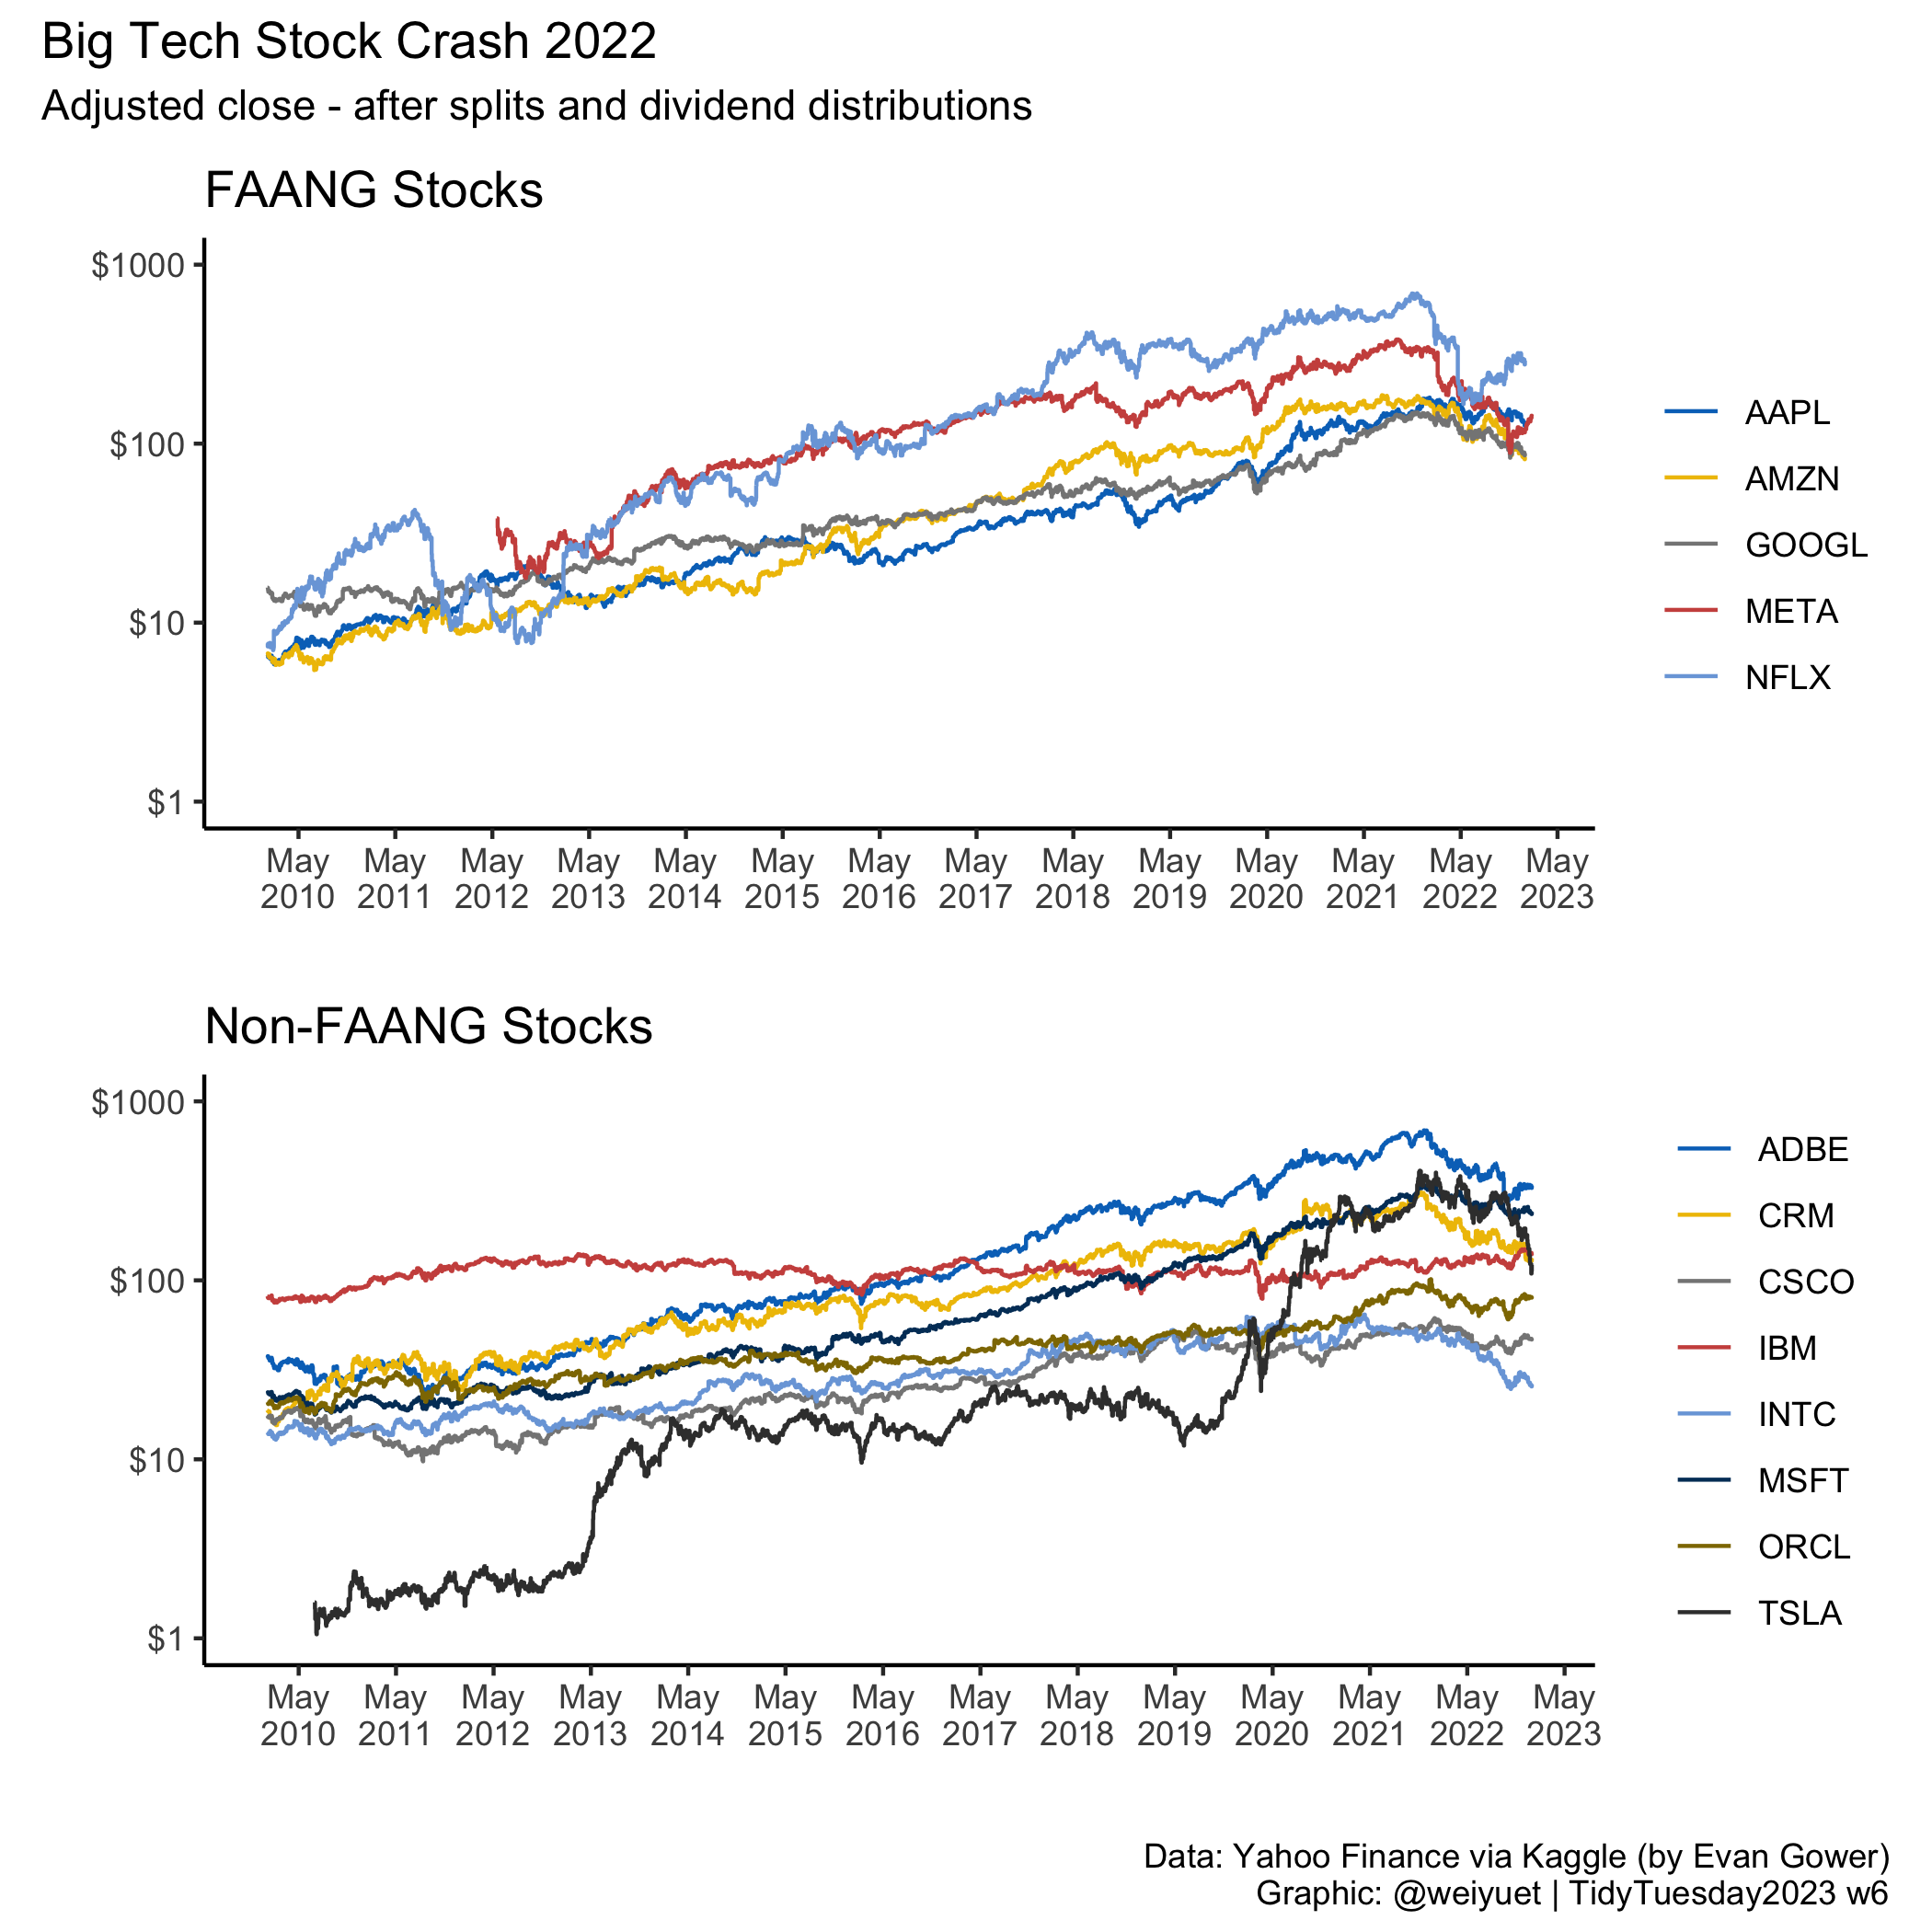 Big Tech Stock Crash 2022
Adjusted close - after splits and dividend distributions
FAANG Stocks
$1000
$100
$10
$1
May May May May May May May May May May May May May May
2010 2011 2012 2013 2014 2015 2016 2017 2018 2019 2020 2021 2022 2023
AAPL
AMZN
GOOGL
META
NFLX
Non-FAANG Stocks
$1000
$100
$10
$1
May May May May May May May May May May May May May May
2010 2011 2012 2013 2014 2015 2016 2017 2018 2019 2020 2021 2022 2023
ADBE
CRM
CSCO
IBM
INTC
MSFT
ORCL
TSLA
Data: Yahoo Finance via Kaggle (by Evan Gower)
Graphic: @weiyuet | TidyTuesday2023 w6